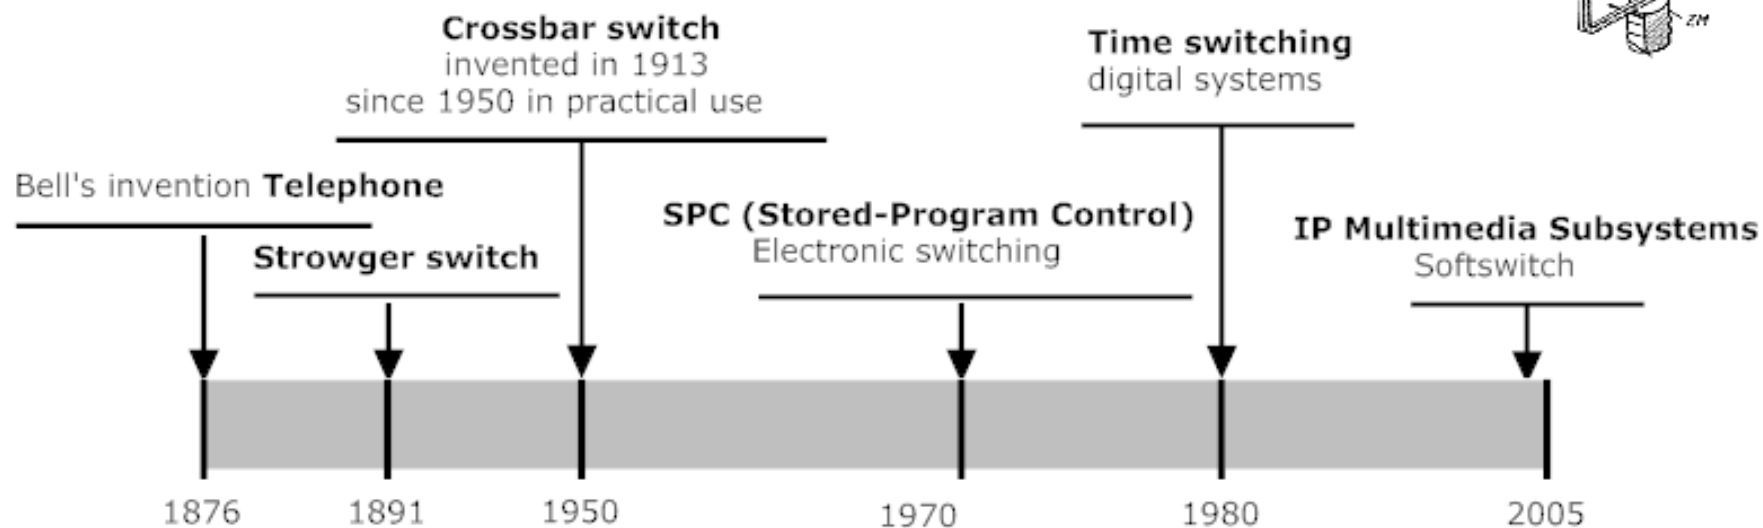 Crossbar switch
invented in 1913
since 1950 in practical use
Time switching
digital systems
ZM
Bell's invention Telephone
Strowger switch
SPC (Stored-Program Control)
Electronic switching
IP Multimedia Subsystems
Softswitch
1876
1891
1950
1970
1980
2005